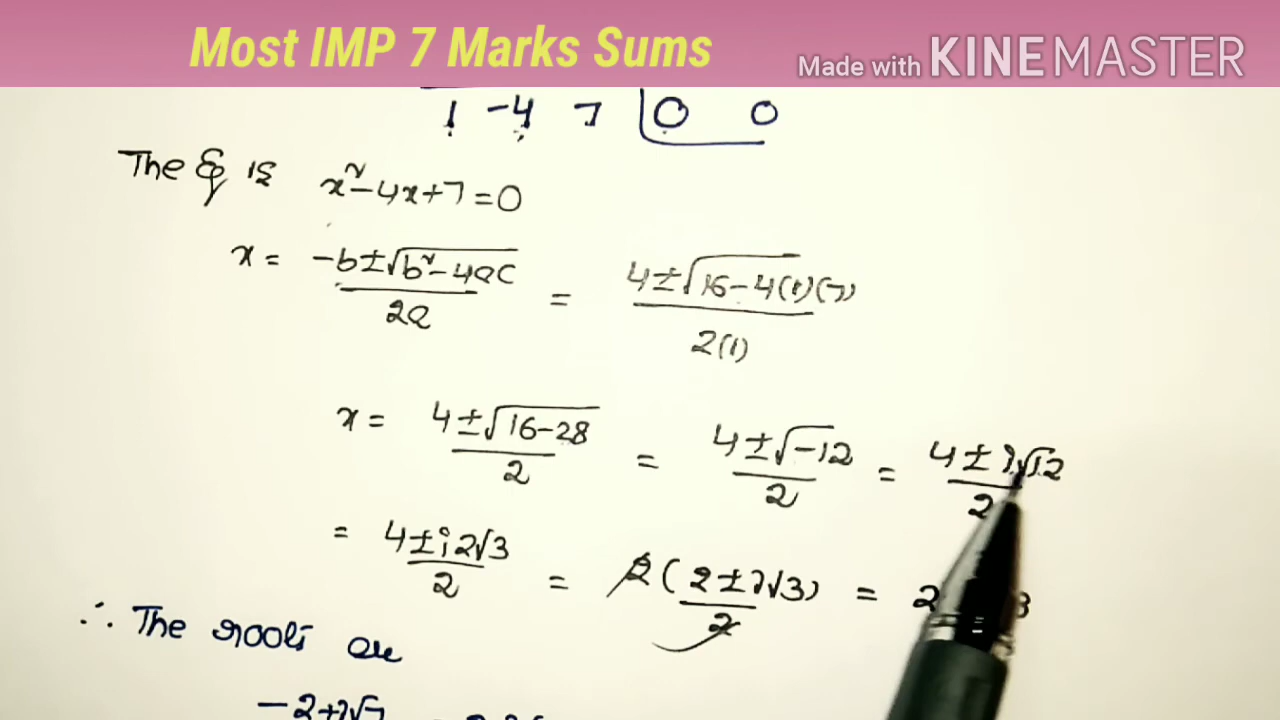 Most IMP 7 Marks Sums
Made with KINEMASTER
1 -4 7 | 0 0
The is x² - 4x + 7 = 0
x = (-b ± √(b² - 4ac)) / 2a = (4 ± √(16 - 4(1)(7))) / 2(1)
x = (4 ± √(16 - 28)) / 2 = (4 ± √-12) / 2 = (4 ± i√12) / 2
= (4 ± i2√3) / 2 = 2(2 ± i√3) / 2 = 2
∴ The roots are